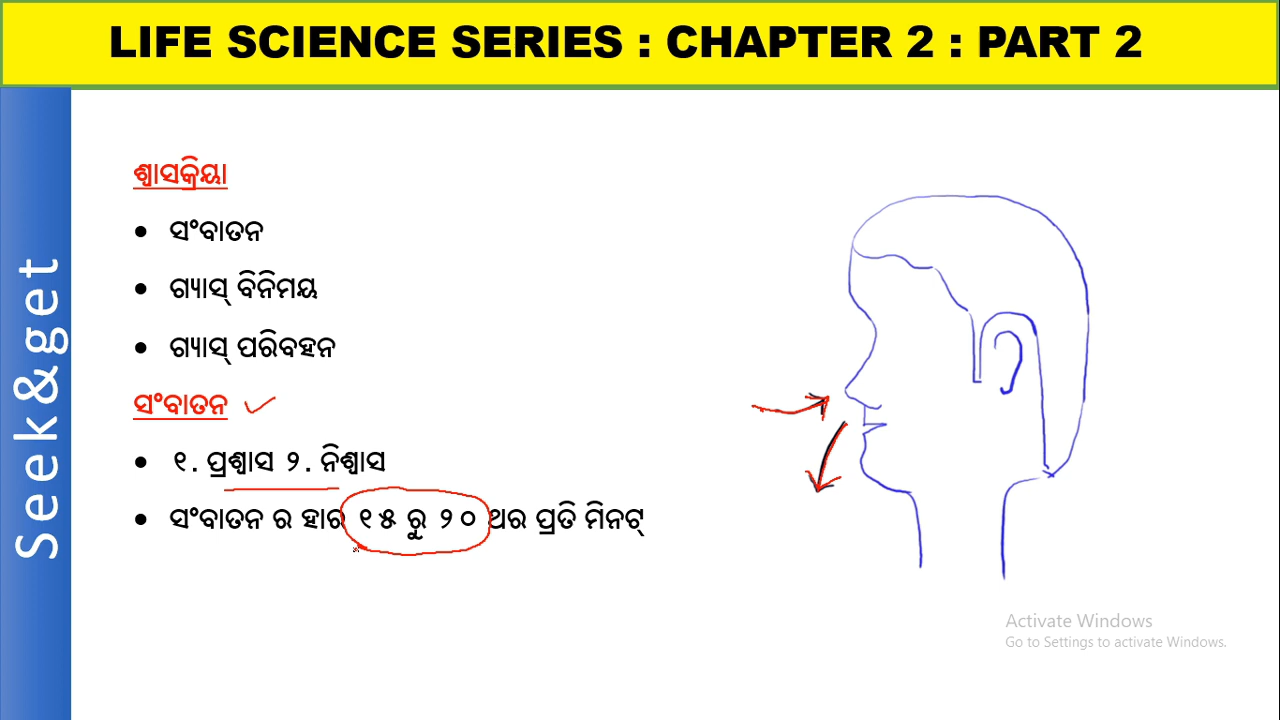 LIFE SCIENCE SERIES : CHAPTER 2 : PART 2
Seek&get
ଶ୍ୱାସକ୍ରିୟା
• ସଂବାତନ
• ଗ୍ୟାସ୍ ବିନିମୟ
• ଗ୍ୟାସ୍ ପରିବହନ
ସଂବାତନ
• ୧. ପ୍ରଶ୍ୱାସ ୨. ନିଶ୍ୱାସ
• ସଂବାତନ ର ହାର ୧୫ ରୁ ୨୦ ଥର ପ୍ରତି ମିନଟ୍
Activate Windows
Go to Settings to activate Windows.